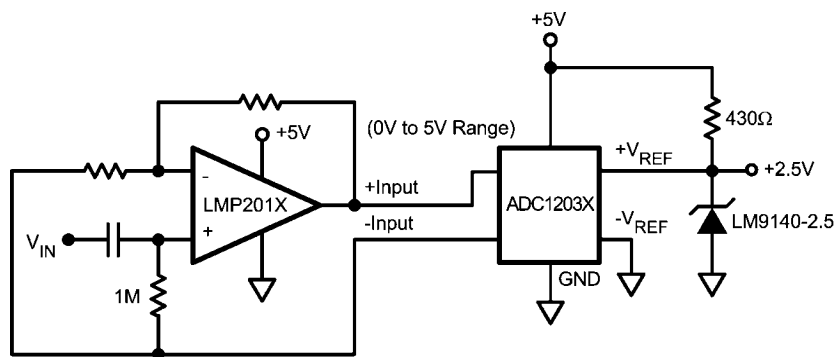 +5V
+5V
(0V to 5V Range)
430Ω
-
LMP201X
+
+Input
-Input
VIN
1M
ADC1203X
+VREF
+2.5V
-VREF
LM9140-2.5
GND